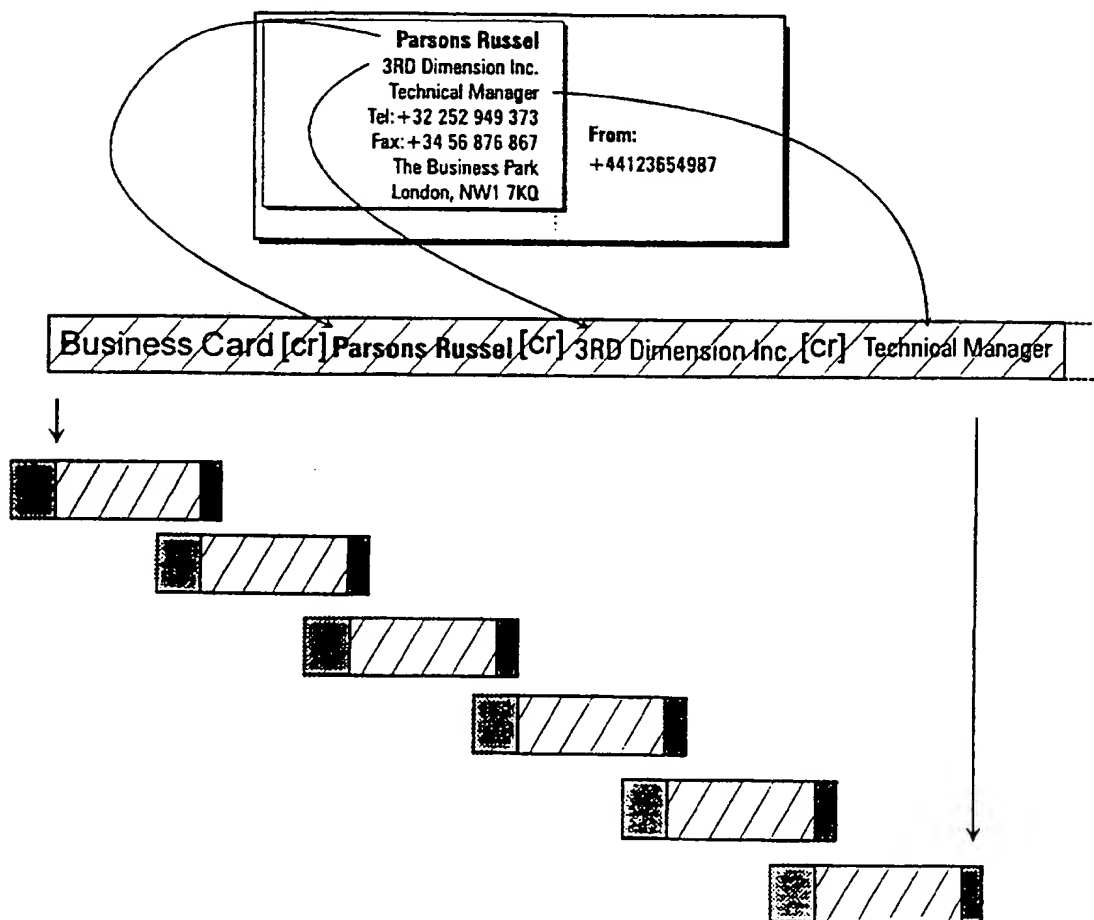 Parsons Russel
3RD Dimension Inc.
Technical Manager
Tel:+32 252 949 373
Fax:+34 56 876 867
The Business Park
London, NW1 7KQ
From:
+44123654987
Business Card [cr] Parsons Russel [cr] 3RD Dimension Inc. [cr] Technical Manager